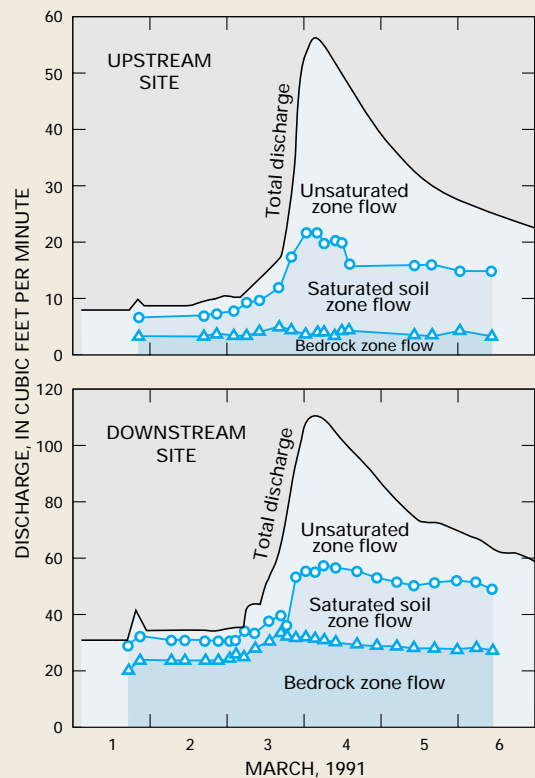 DISCHARGE, IN CUBIC FEET PER MINUTE
60
50
40
30
20
10
0
UPSTREAM
SITE
Total discharge
Unsaturated
zone flow
Saturated soil
zone flow
Bedrock zone flow
120
100
80
60
40
20
0
DOWNSTREAM
SITE
Total discharge
Unsaturated
zone flow
Saturated soil
zone flow
Bedrock zone flow
1 2 3 4 5 6
MARCH, 1991